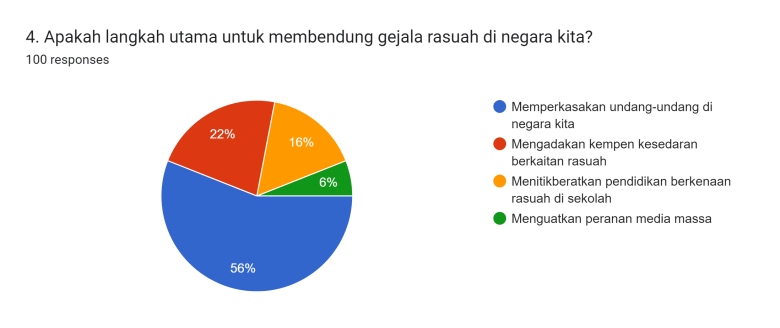 4. Apakah langkah utama untuk membendung gejala rasuah di negara kita?
100 responses
22%
16%
6%
56%
Memperkasakan undang-undang di
negara kita
Mengadakan kempen kesedaran
berkaitan rasuah
Menitikberatkan pendidikan berkenaan
rasuah di sekolah
Menguatkan peranan media massa